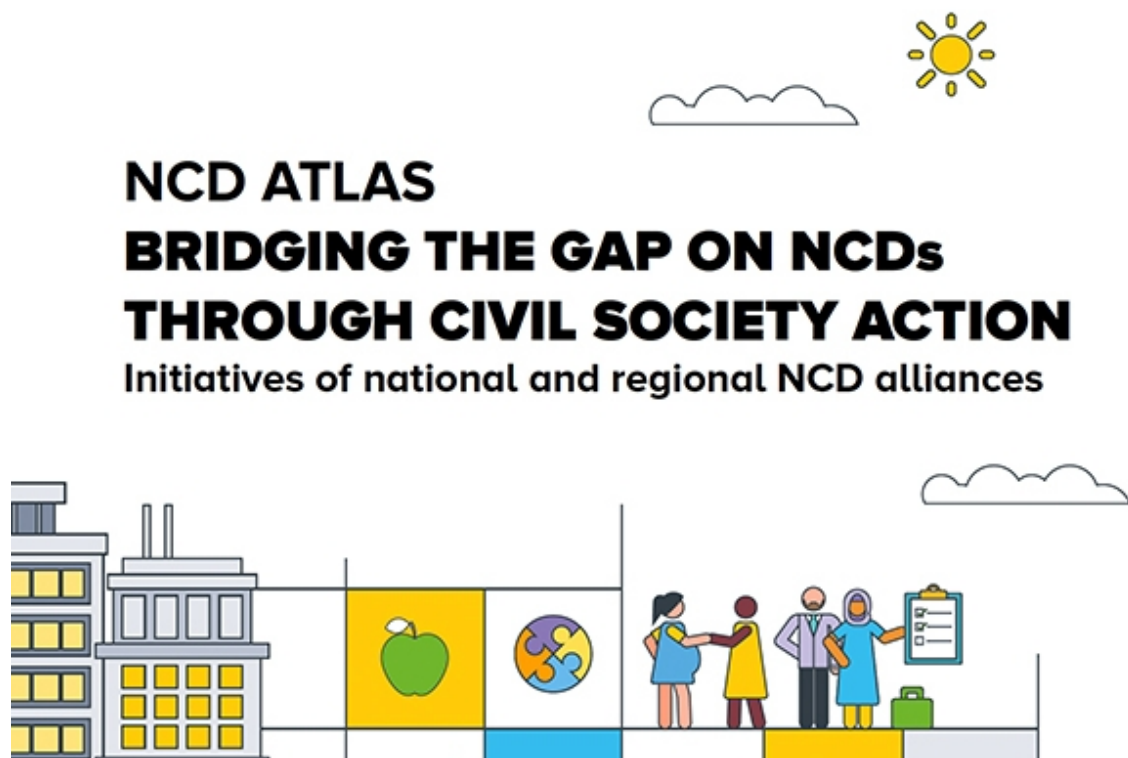 NCD ATLAS
BRIDGING THE GAP ON NCDs
THROUGH CIVIL SOCIETY ACTION
Initiatives of national and regional NCD alliances